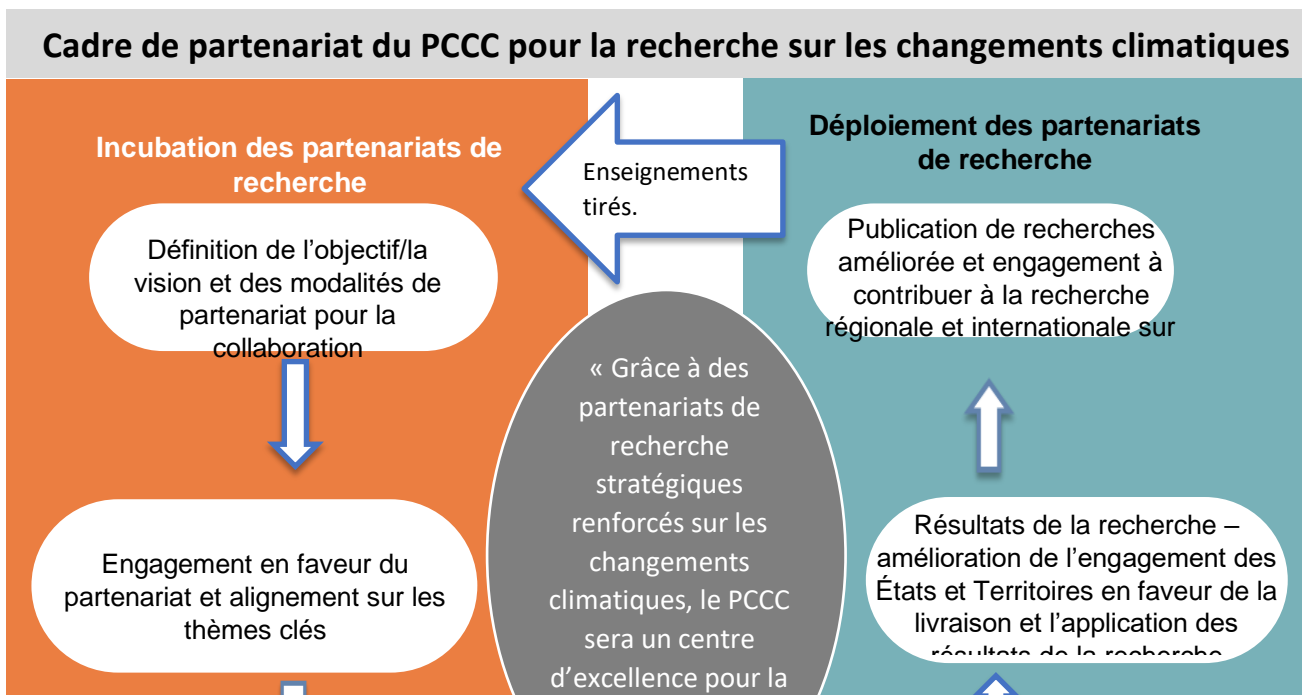 Cadre de partenariat du PCCC pour la recherche sur les changements climatiques
Incubation des partenariats de
recherche
Définition de l’objectif/la
vision et des modalités de
partenariat pour la
collaboration
Engagement en faveur du
partenariat et alignement sur les
thèmes clés
Enseignements
tirés.
« Grâce à des
partenariats de
recherche
stratégiques
renforcés sur les
changements
climatiques, le PCCC
sera un centre
d’excellence pour la
Déploiement des partenariats
de recherche
Publication de recherches
améliorée et engagement à
contribuer à la recherche
régionale et internationale sur
Résultats de la recherche –
amélioration de l’engagement des
États et Territoires en faveur de la
livraison et l’application des
résultats de la recherche